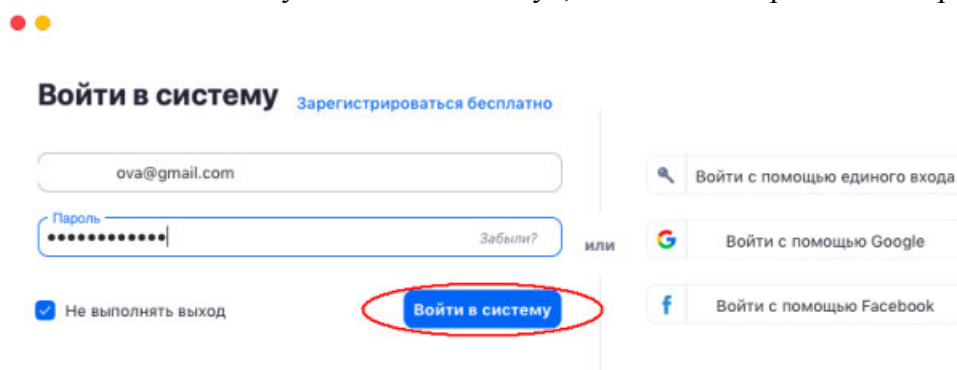 Войти в систему Зарегистрироваться бесплатно
ova@gmail.com
Пароль
Забыли?
Не выполнять выход
Войти в систему
или
Войти с помощью единого входа
Войти с помощью Google
Войти с помощью Facebook